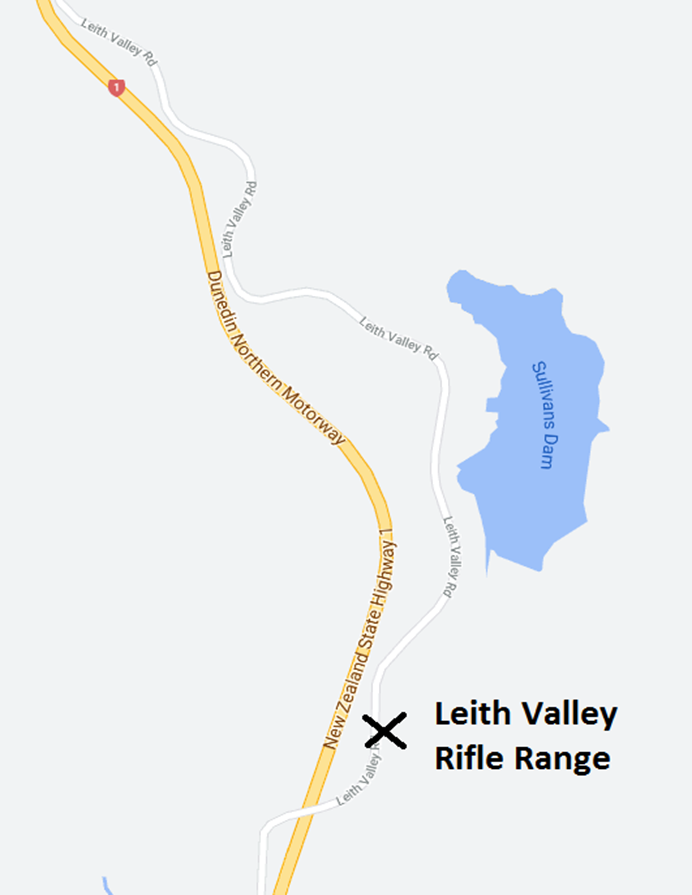 Leith Valley Rd
1
Leith Valley Rd
Dunedin Northern Motorway
Leith Valley Rd
Sullivans Dam
Leith Valley Rd
New Zealand State Highway 1
Leith Valley
Rifle Range
Leith Valley Rd